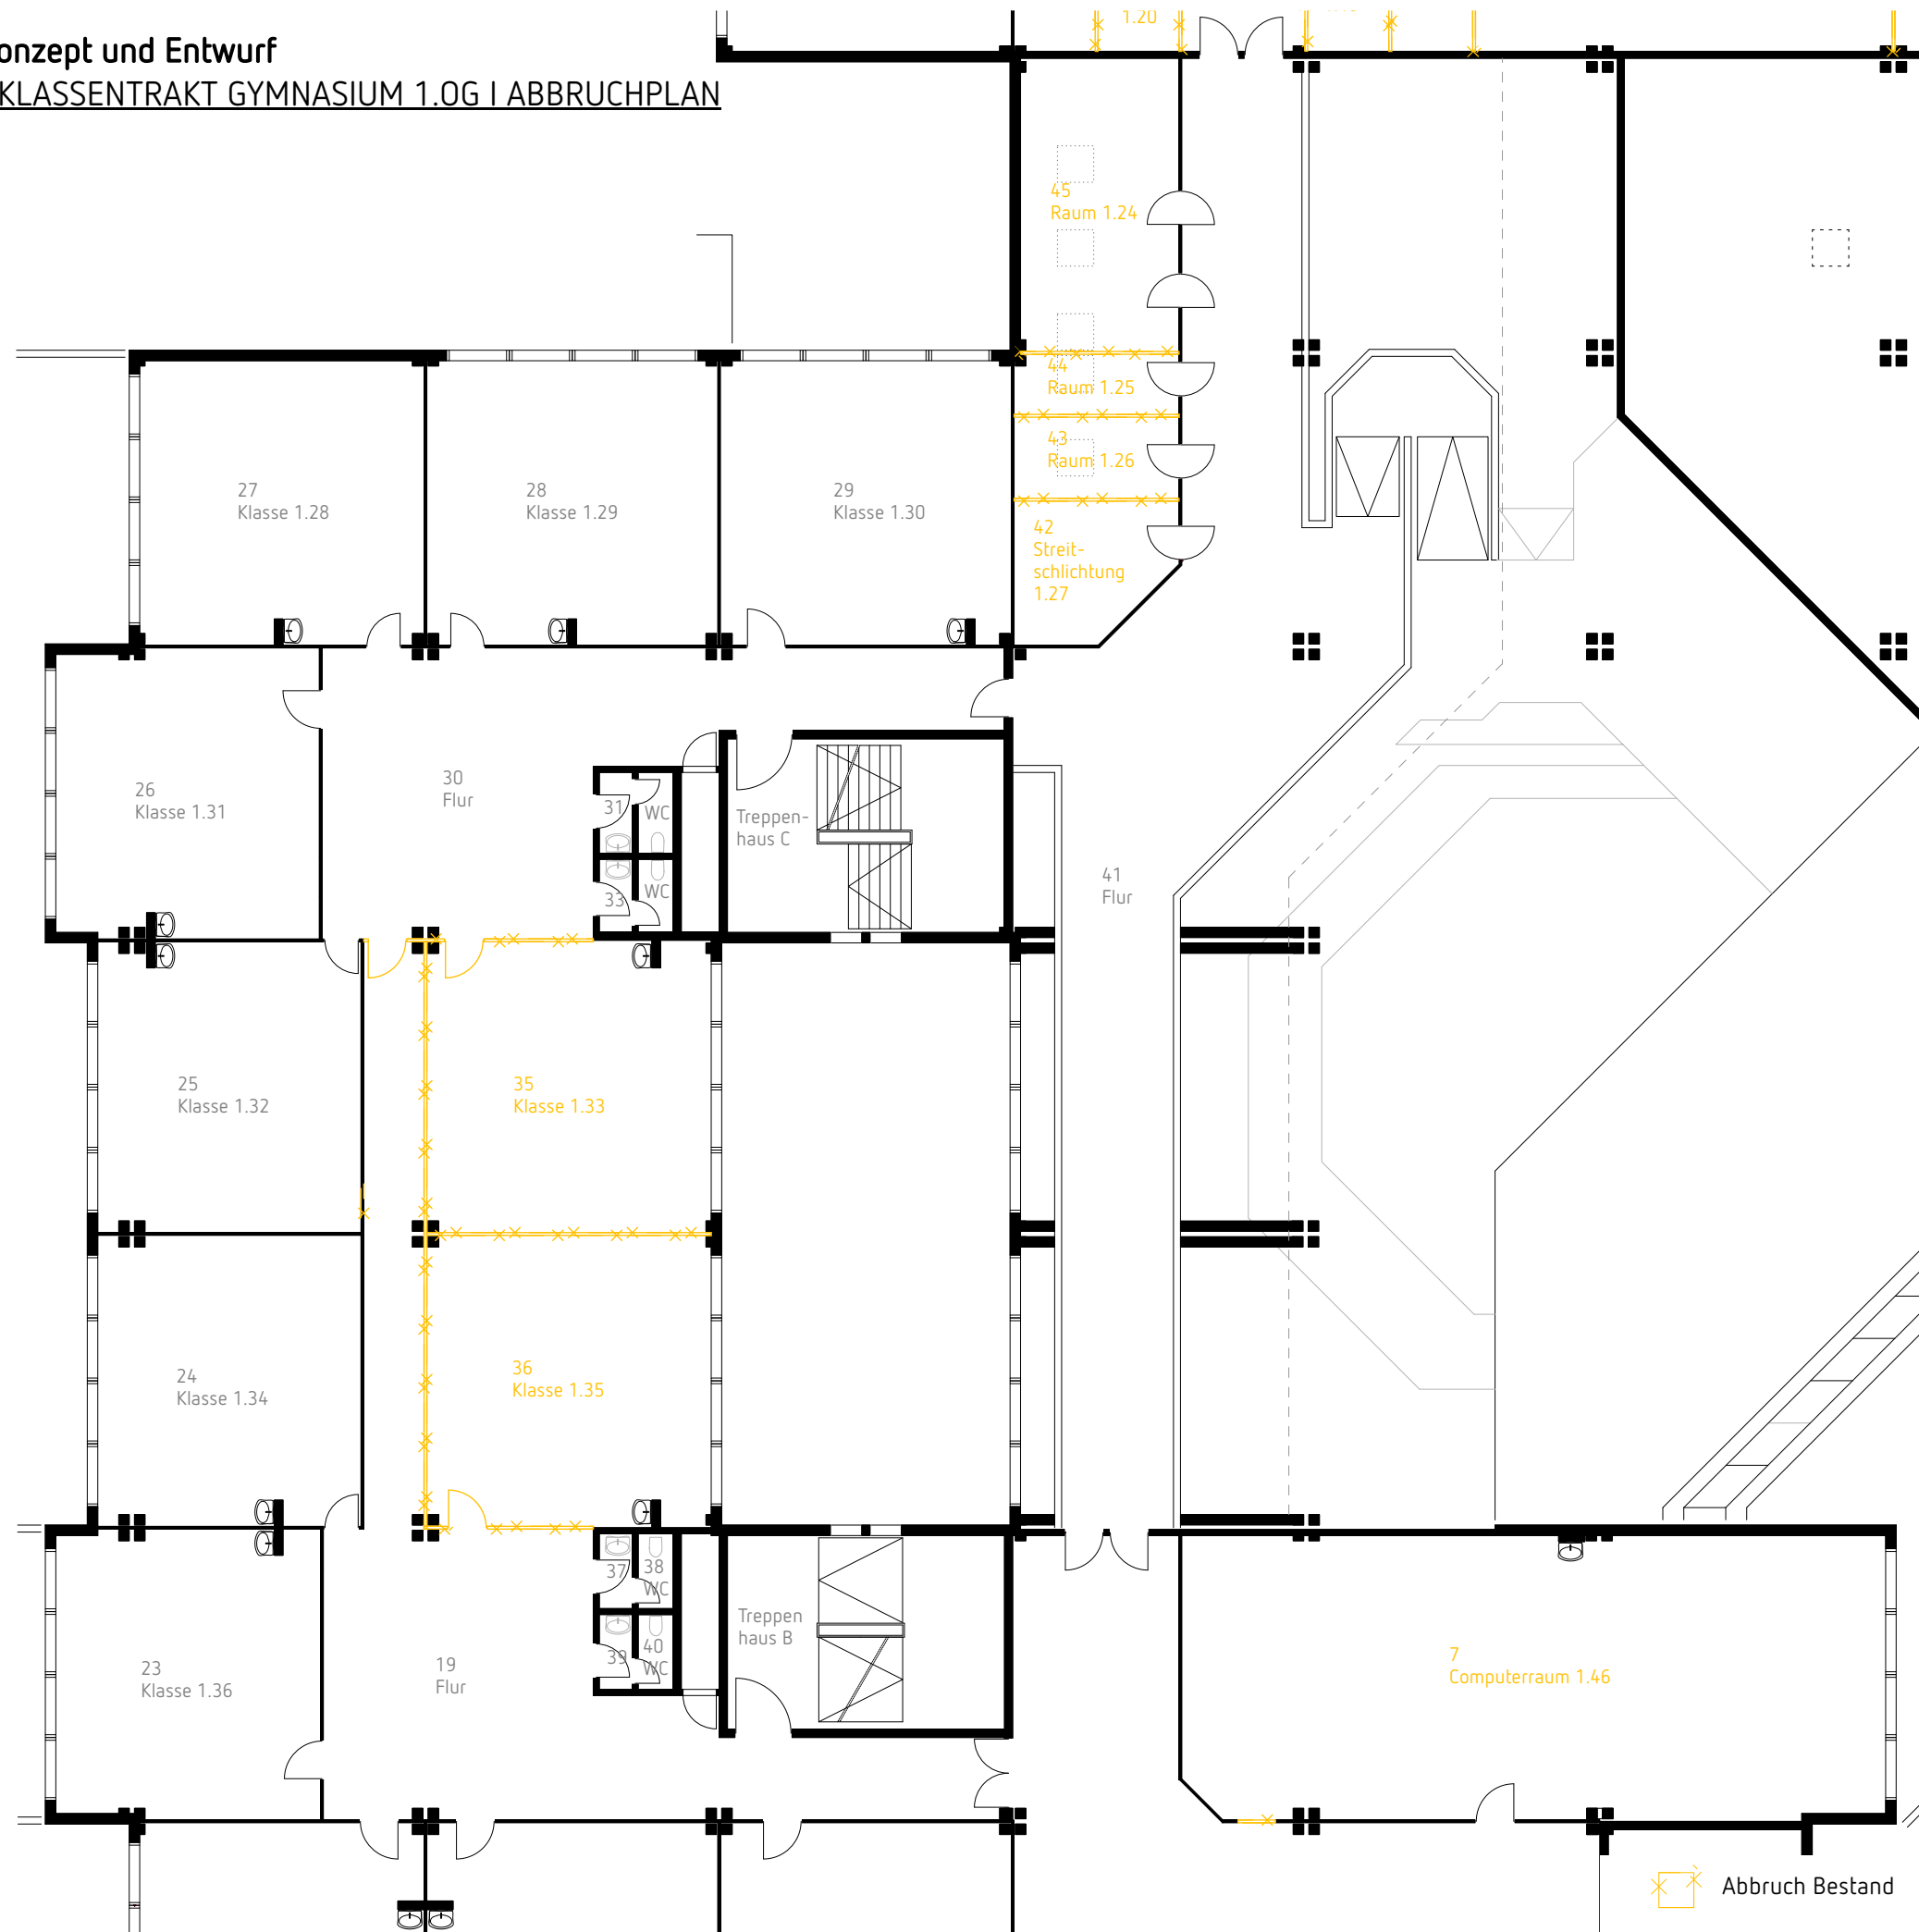 onzept und Entwurf
KLASSENTRAKT GYMNASIUM 1.OG I ABBRUCHPLAN
1.20
45
Raum 1.24
44
Raum 1.25
43
Raum 1.26
42
Streit-
schlichtung
1.27
27
Klasse 1.28
28
Klasse 1.29
29
Klasse 1.30
26
Klasse 1.31
30
Flur
31
WC
33
WC
Treppen-
haus C
41
Flur
25
Klasse 1.32
35
Klasse 1.33
24
Klasse 1.34
36
Klasse 1.35
37
38
WC
39
40
WC
Treppen
haus B
23
Klasse 1.36
19
Flur
7
Computerraum 1.46
Abbruch Bestand